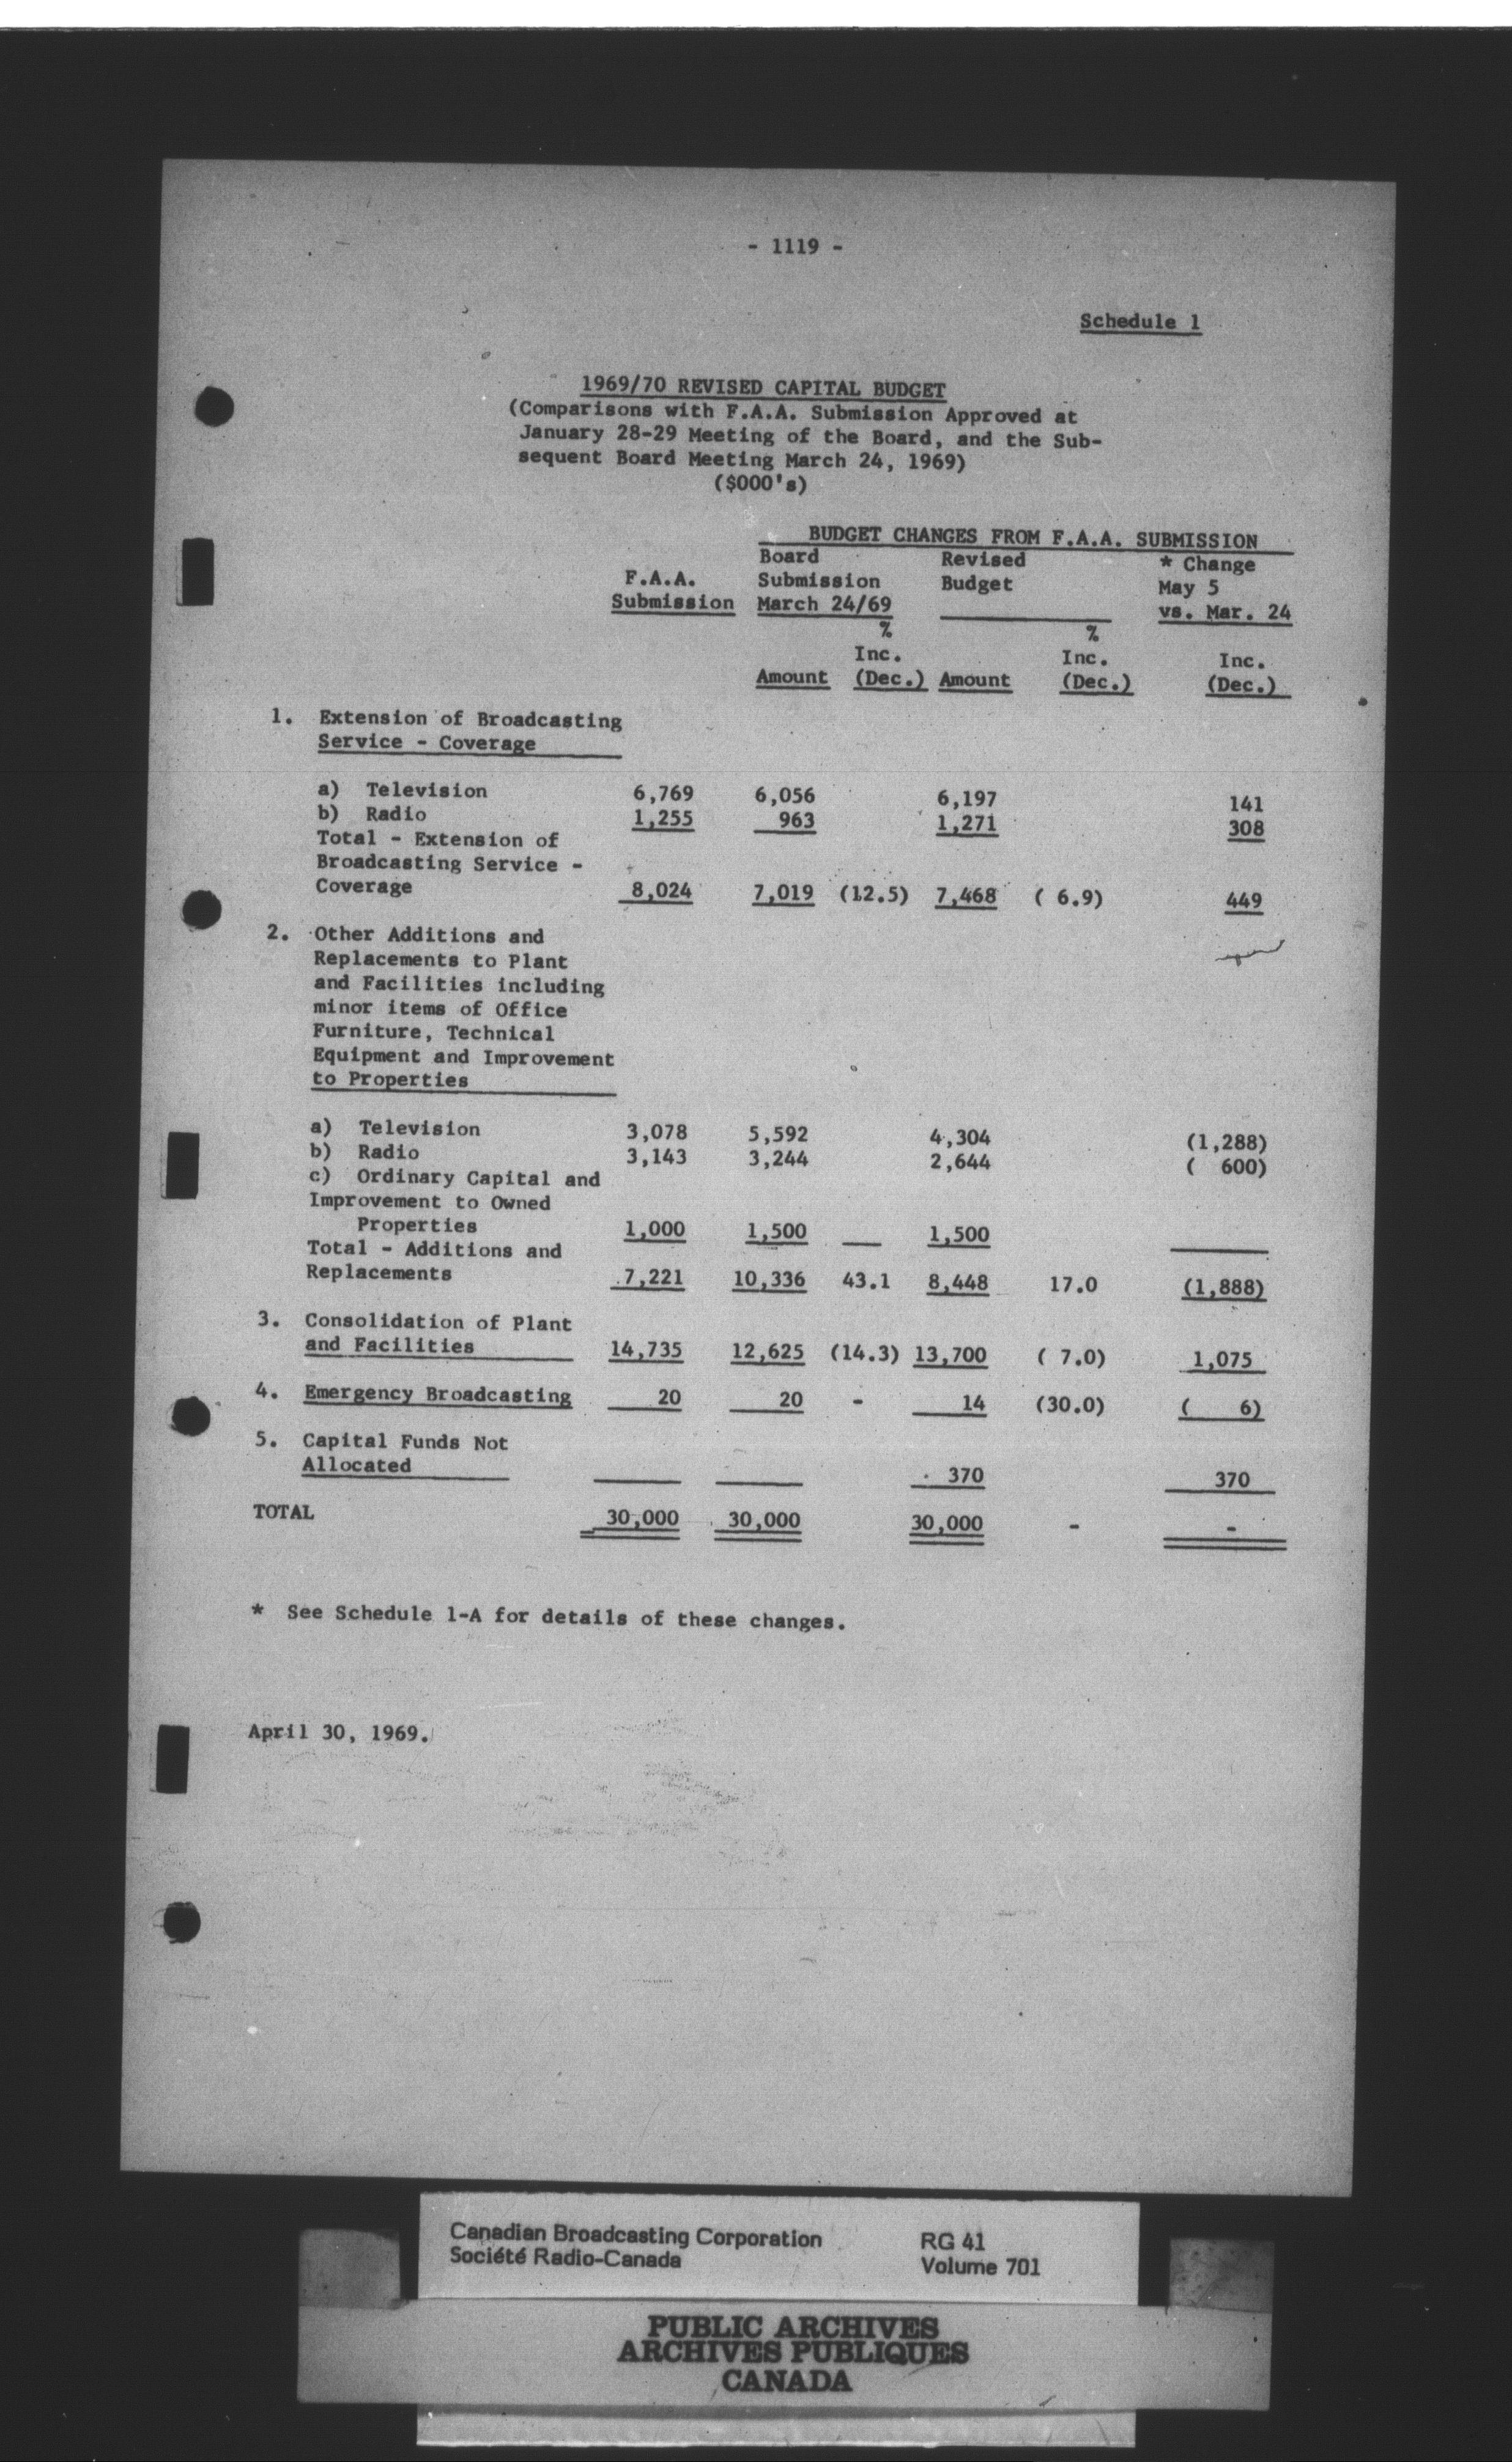 - 1119 -
Schedule 1
1969/70 REVISED CAPITAL BUDGET
(Comparisons with F.A.A. Submission Approved at
January 28-29 Meeting of the Board, and the Sub-
sequent Board Meeting March 24, 1969)
($000's)
BUDGET CHANGES FROM F.A.A. SUBMISSION
Board Revised * Change
F.A.A. Submission Budget May 5
Submission March 24/69 vs. Mar. 24
% %
Inc. Inc. Inc.
Amount (Dec.) Amount (Dec.) (Dec.)
1. Extension of Broadcasting
Service - Coverage
a) Television 6,769 6,056 6,197 141
b) Radio 1,255 963 1,271 308
Total - Extension of
Broadcasting Service -
Coverage 8,024 7,019 (12.5) 7,468 ( 6.9) 449
2. Other Additions and
Replacements to Plant
and Facilities including
minor items of Office
Furniture, Technical
Equipment and Improvement
to Properties
a) Television 3,078 5,592 4,304 (1,288)
b) Radio 3,143 3,244 2,644 ( 600)
c) Ordinary Capital and
Improvement to Owned
Properties 1,000 1,500 1,500
Total - Additions and
Replacements 7,221 10,336 43.1 8,448 17.0 (1,888)
3. Consolidation of Plant
and Facilities 14,735 12,625 (14.3) 13,700 ( 7.0) 1,075
4. Emergency Broadcasting 20 20 - 14 (30.0) ( 6)
5. Capital Funds Not
Allocated 370 370
TOTAL 30,000 30,000 30,000 - -
* See Schedule 1-A for details of these changes.
April 30, 1969.
Canadian Broadcasting Corporation RG 41
Société Radio-Canada Volume 701
PUBLIC ARCHIVES
ARCHIVES PUBLIQUES
CANADA